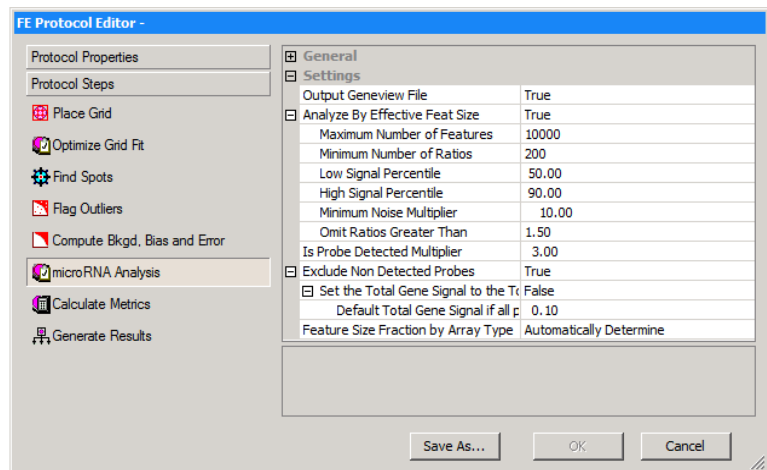 FE Protocol Editor -
Protocol Properties
Protocol Steps
Place Grid
Optimize Grid Fit
Find Spots
Flag Outliers
Compute Bkgd, Bias and Error
microRNA Analysis
Calculate Metrics
Generate Results
General
Settings
Output Geneview File True
Analyze By Effective Feat Size True
Maximum Number of Features 10000
Minimum Number of Ratios 200
Low Signal Percentile 50.00
High Signal Percentile 90.00
Minimum Noise Multiplier 10.00
Omit Ratios Greater Than 1.50
Is Probe Detected Multiplier 3.00
Exclude Non Detected Probes True
Set the Total Gene Signal to the To False
Default Total Gene Signal if all p 0.10
Feature Size Fraction by Array Type Automatically Determine
Save As... OK Cancel